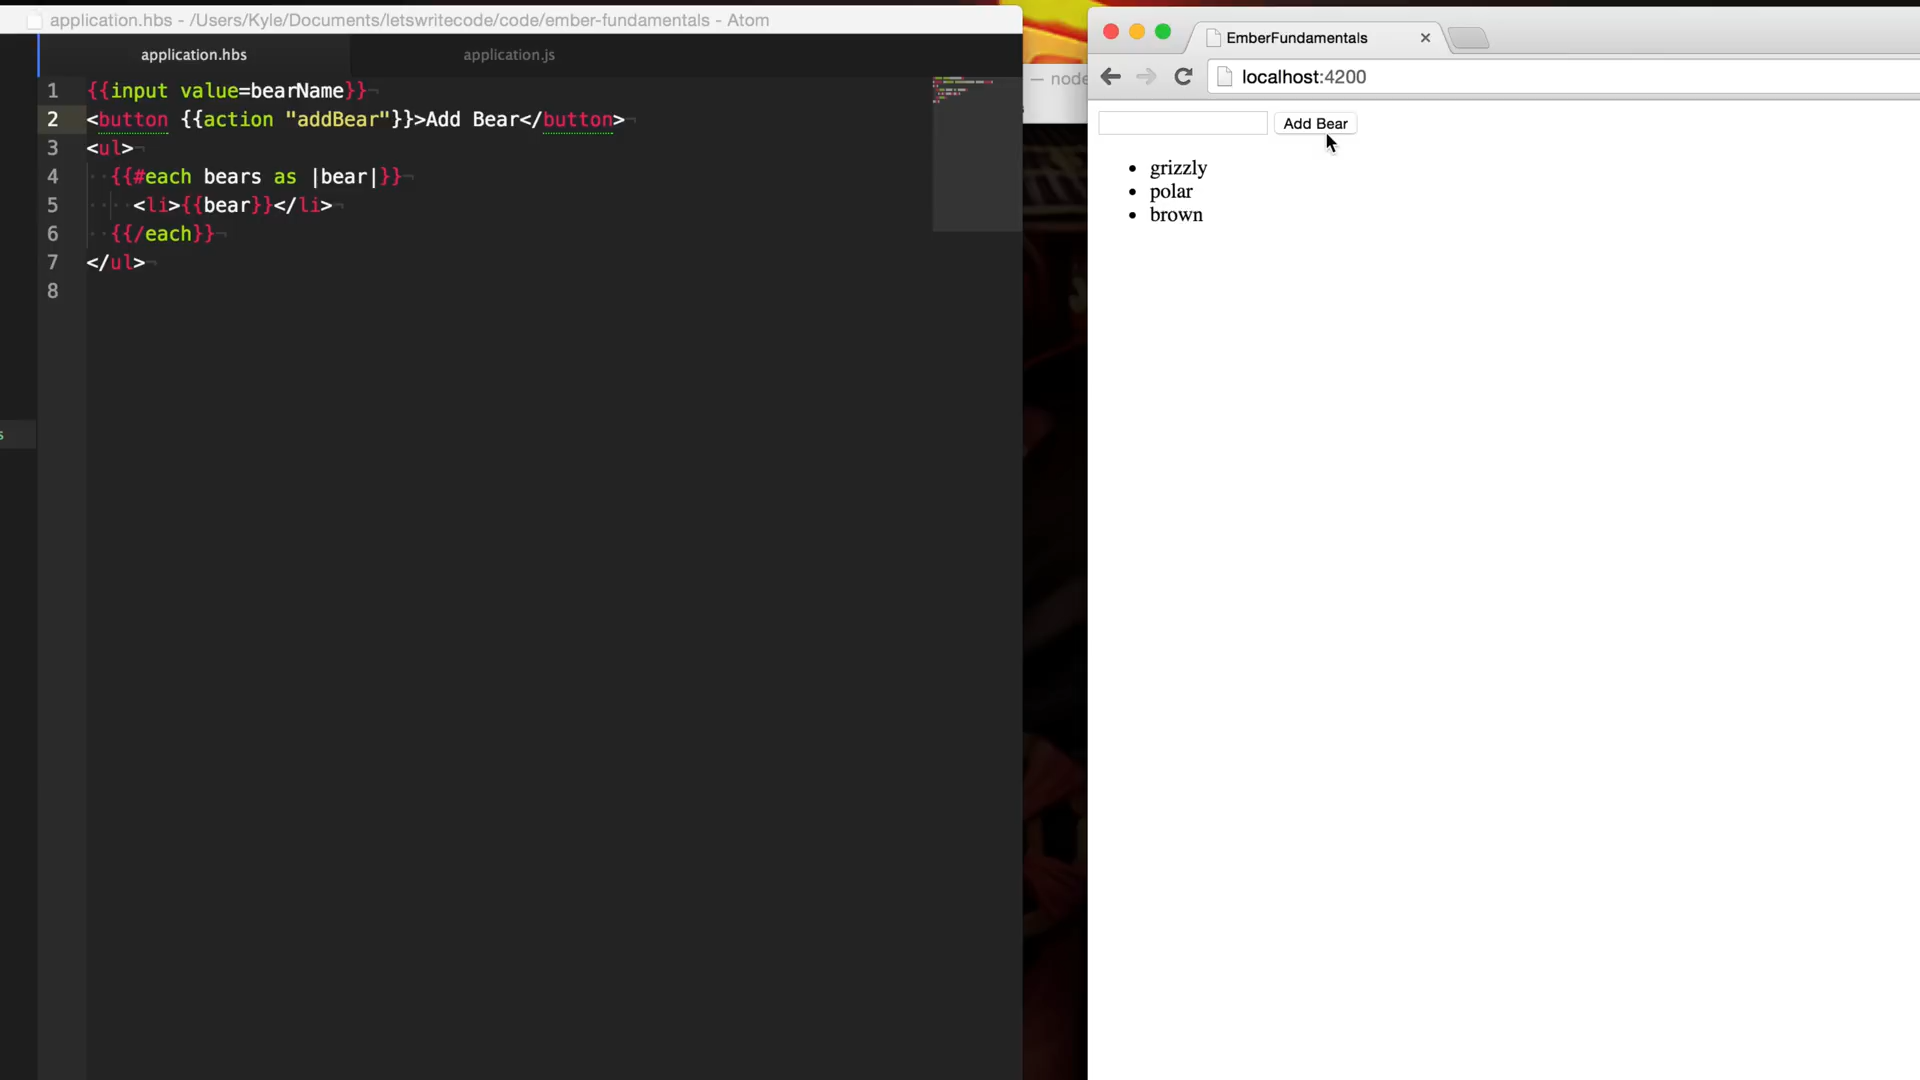 application.hbs - /Users/Kyle/Documents/letswritecode/code/ember-fundamentals - Atom
application.hbs
application.js
1 {{input value=bearName}}¬
2 <button {{action "addBear"}}>Add Bear</button>¬
3 <ul>¬
4 ··{{#each bears as |bear|}}¬
5 ····<li>{{bear}}</li>¬
6 ··{{/each}}¬
7 </ul>¬
8
s
— node
EmberFundamentals
localhost:4200
Add Bear
• grizzly
• polar
• brown